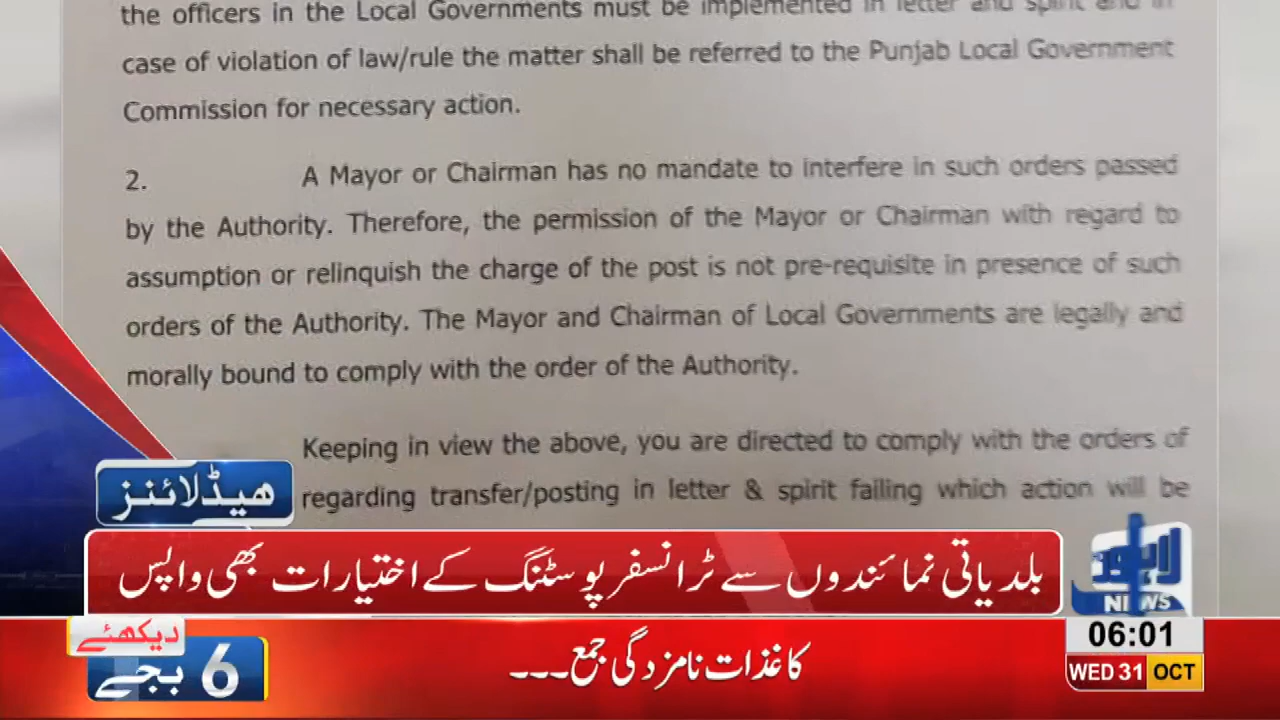 the officers in the Local Governments must be implemented in letter and spirit and in
case of violation of law/rule the matter shall be referred to the Punjab Local Government
Commission for necessary action.
2. A Mayor or Chairman has no mandate to interfere in such orders passed
by the Authority. Therefore, the permission of the Mayor or Chairman with regard to
assumption or relinquish the charge of the post is not pre-requisite in presence of such
orders of the Authority. The Mayor and Chairman of Local Governments are legally and
morally bound to comply with the order of the Authority.
Keeping in view the above, you are directed to comply with the orders of
regarding transfer/posting in letter & spirit failing which action will be
ہیڈلائنز
بلدیاتی نمائندوں سے ٹرانسفر پوسٹنگ کے اختیارات بھی واپس
لاہور
NEWS
دیکھئے
6 بجے
کاغذات نامزدگی جمع ---
06:01
WED 31 OCT